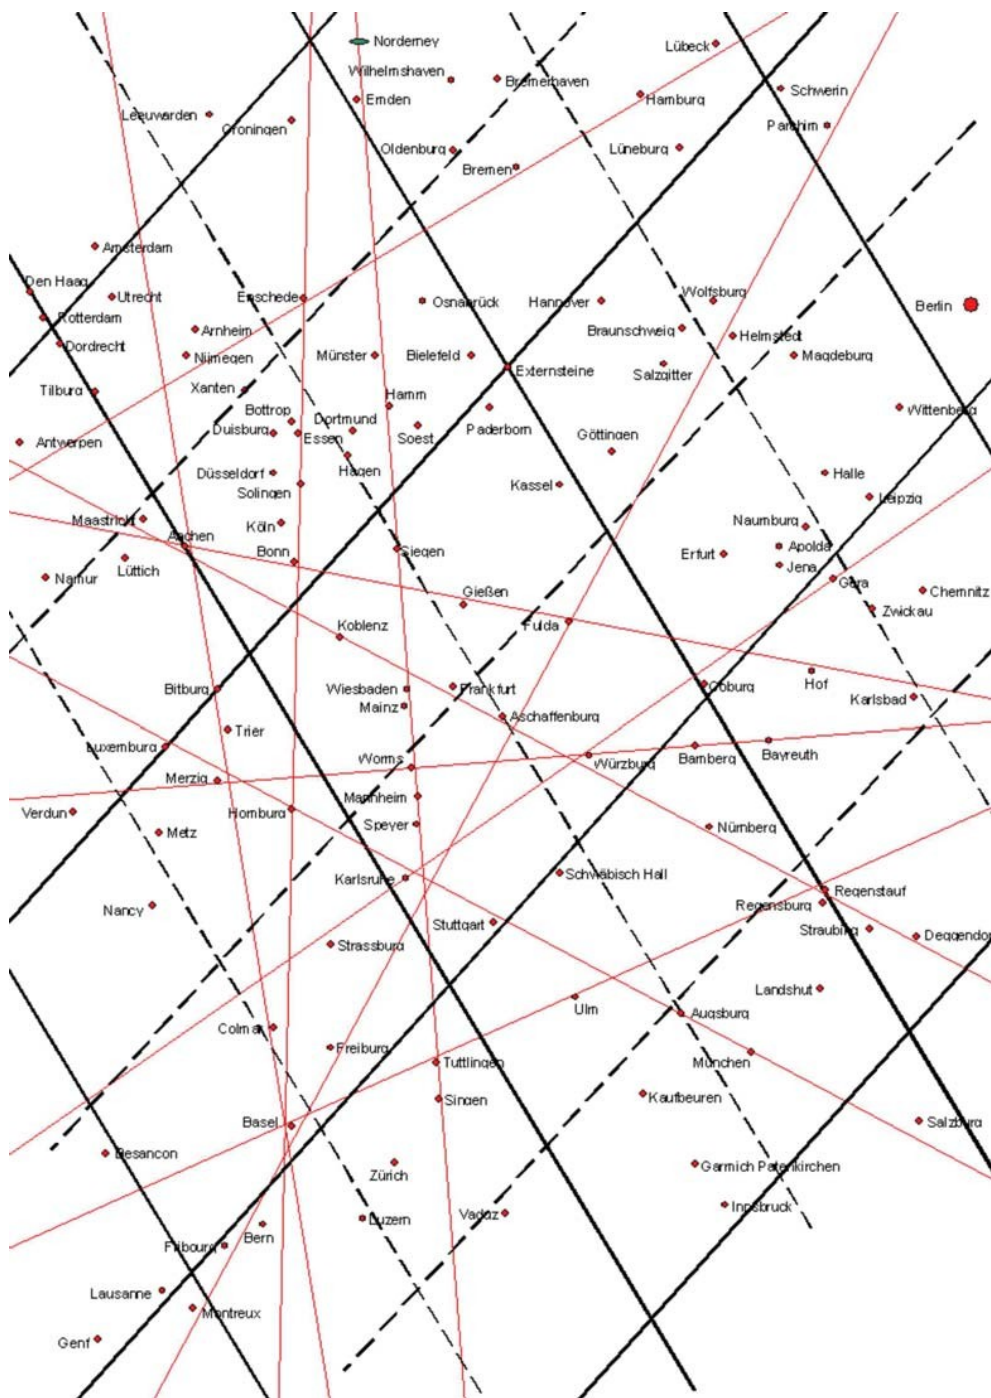 Norderney
Lübeck
Wilhelmshaven
Bremerhaven
Schwerin
Emden
Hamburg
Leeuwarden
Groningen
Parchim
Oldenburg
Lüneburg
Bremen
Amsterdam
Den Haag
Utrecht
Enschede
Osnabrück
Hannover
Wolfsburg
Berlin
Rotterdam
Arnheim
Braunschweig
Helmstedt
Dordrecht
Nijmegen
Münster
Bielefeld
Externsteine
Salzgitter
Magdeburg
Tilburg
Xanten
Hamm
Bottrop
Dortmund
Wittenberg
Duisburg
Essen
Soest
Paderborn
Göttingen
Antwerpen
Düsseldorf
Hagen
Halle
Solingen
Kassel
Leipzig
Maastricht
Köln
Naumburg
Aachen
Siegen
Apolda
Lüttich
Bonn
Erfurt
Jena
Namur
Gera
Gießen
Chemnitz
Zwickau
Koblenz
Fulda
Bitburg
Wiesbaden
Frankfurt
Coburg
Hof
Mainz
Karlsbad
Aschaffenburg
Trier
Luxemburg
Worms
Würzburg
Bamberg
Bayreuth
Merzig
Mannheim
Verdun
Homburg
Speyer
Nürnberg
Metz
Karlsruhe
Schwäbisch Hall
Regenstauf
Nancy
Regensburg
Stuttgart
Straubing
Deggendor
Strassburg
Landshut
Ulm
Augsburg
Colmar
Freiburg
Tuttlingen
München
Singen
Kaufbeuren
Basel
Salzburg
Besancon
Zürich
Garmich Patenkirchen
Innsbruck
Luzern
Vaduz
Bern
Fribourg
Lausanne
Montreux
Genf